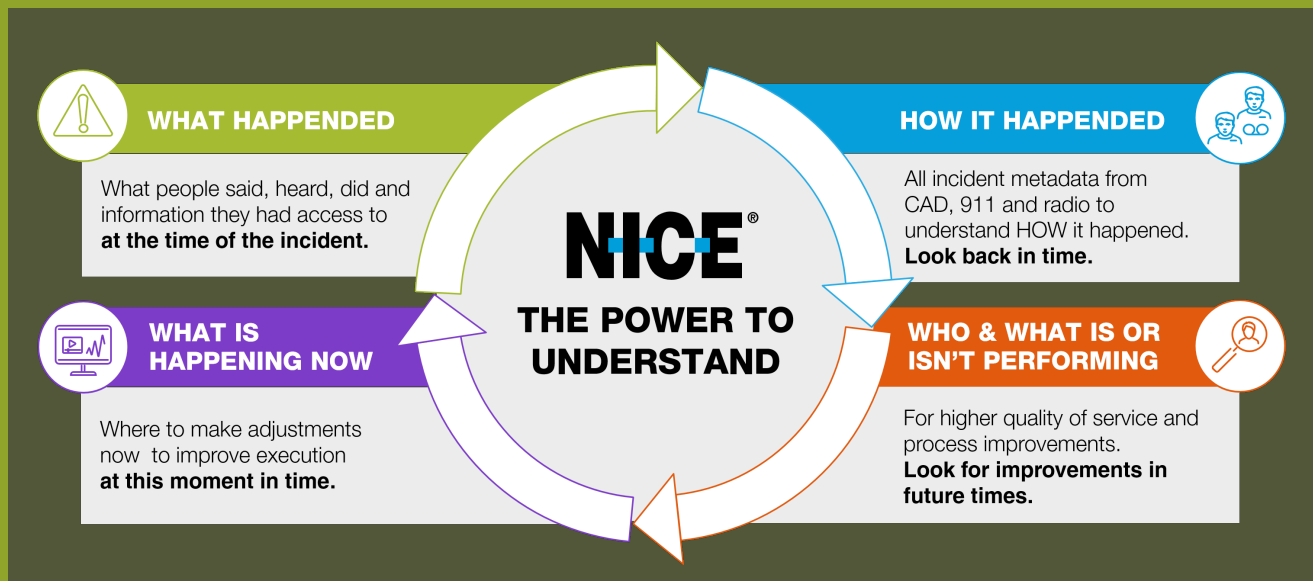 WHAT HAPPENED
What people said, heard, did and
information they had access to
at the time of the incident.
HOW IT HAPPENED
All incident metadata from
CAD, 911 and radio to
understand HOW it happened.
Look back in time.
NICE®
THE POWER TO
UNDERSTAND
WHAT IS
HAPPENING NOW
Where to make adjustments
now to improve execution
at this moment in time.
WHO & WHAT IS OR
ISN'T PERFORMING
For higher quality of service and
process improvements.
Look for improvements in
future times.